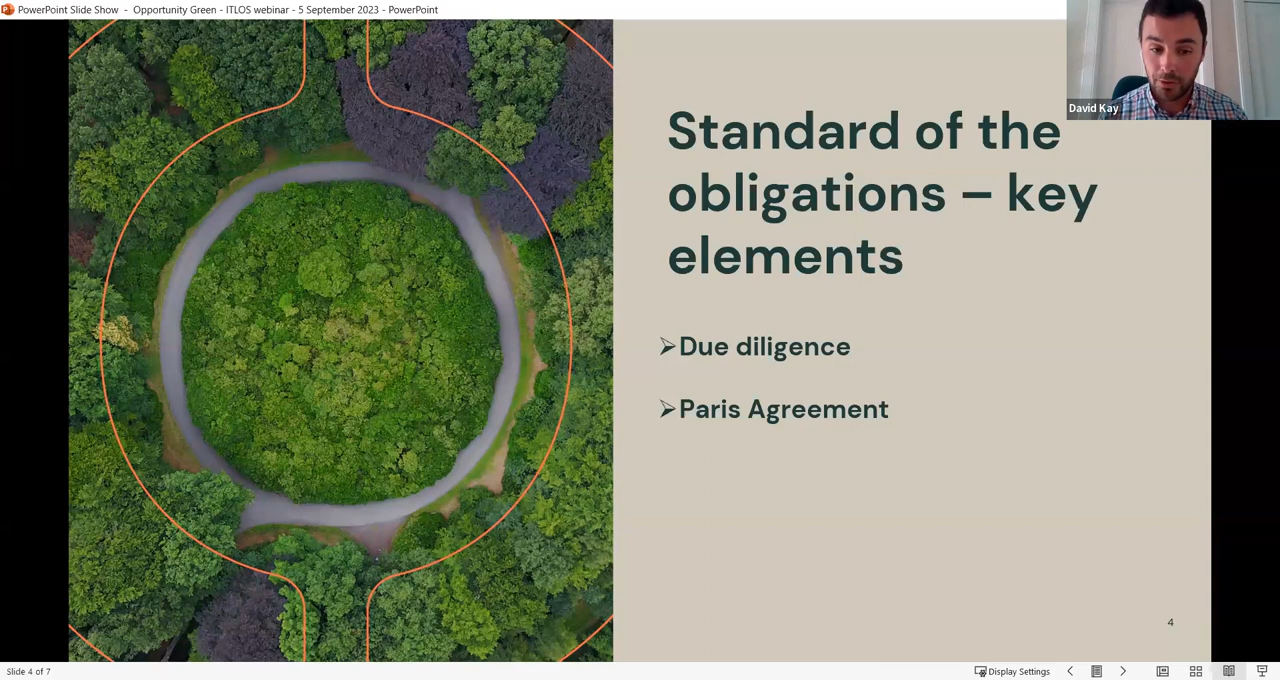 PowerPoint Slide Show - Opportunity Green - ITLOS webinar - 5 September 2023 - PowerPoint
David Kay
Standard of the
obligations – key
elements
➢Due diligence
➢Paris Agreement
4
Slide 4 of 7
Display Settings